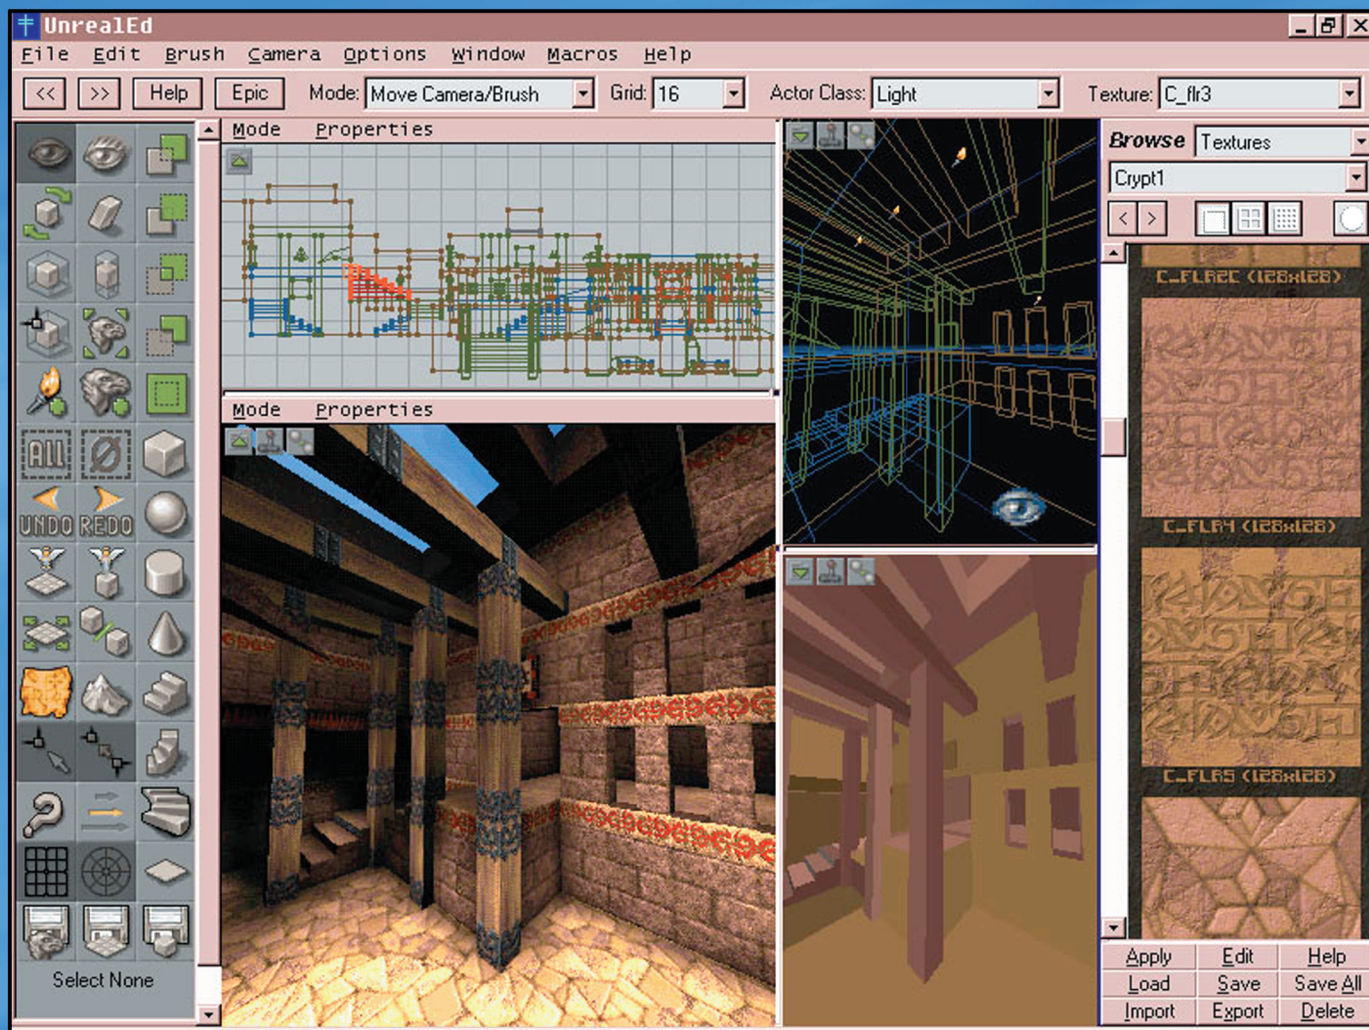 UnrealEd
File Edit Brush Camera Options Window Macros Help
<< >> Help Epic Mode: Move Camera/Brush Grid: 16 Actor Class: Light Texture: C_flr3
Mode Properties
Browse Textures
Crypt1
< >
C_FLR2C (128x128)
Mode Properties
ALL
UNDO REDO
C_FLR4 (128x128)
C_FLR5 (128x128)
Select None
Apply Edit Help
Load Save Save All
Import Export Delete